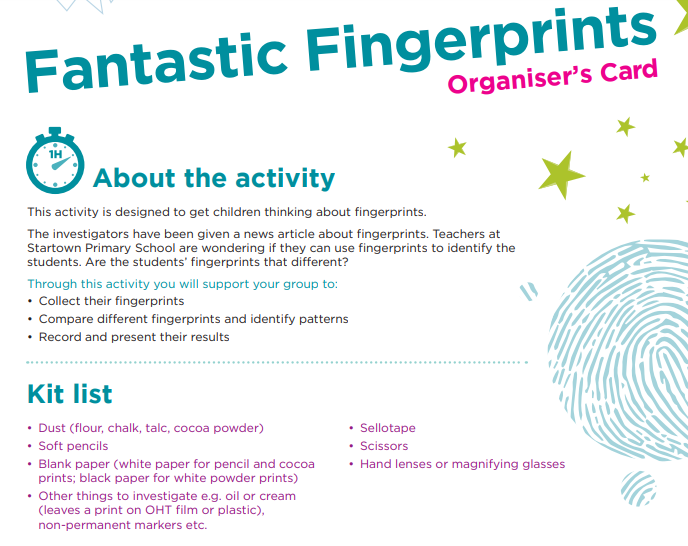 Fantastic Fingerprints
Organiser's Card
1H
About the activity
This activity is designed to get children thinking about fingerprints.
The investigators have been given a news article about fingerprints. Teachers at
Startown Primary School are wondering if they can use fingerprints to identify the
students. Are the students' fingerprints that different?
Through this activity you will support your group to:
• Collect their fingerprints
• Compare different fingerprints and identify patterns
• Record and present their results
Kit list
• Dust (flour, chalk, talc, cocoa powder)
• Soft pencils
• Blank paper (white paper for pencil and cocoa
prints; black paper for white powder prints)
• Other things to investigate e.g. oil or cream
(leaves a print on OHT film or plastic),
non-permanent markers etc.
• Sellotape
• Scissors
• Hand lenses or magnifying glasses